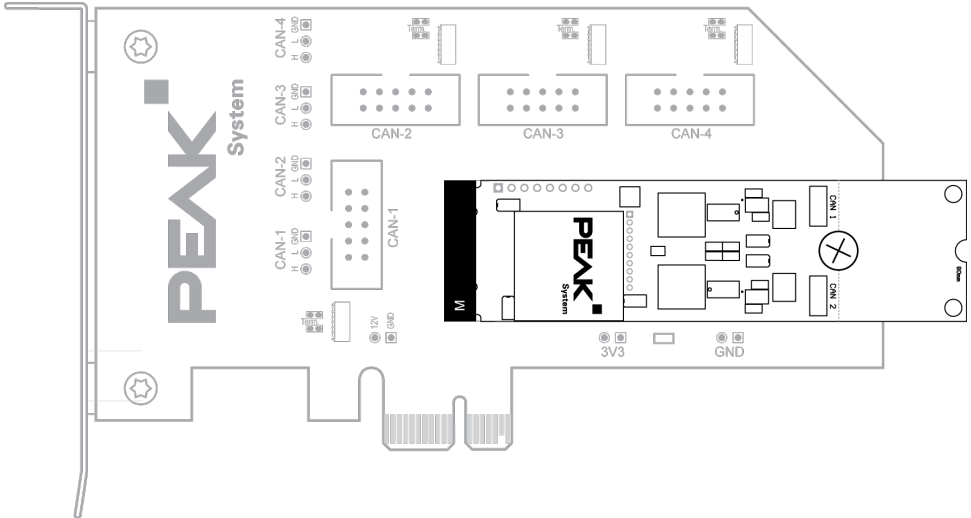 CAN-4
GND
L
H
Term.
Term.
Term.
CAN-3
GND
L
H
CAN-2
CAN-3
CAN-4
PEAK
System
CAN-2
GND
L
H
CAN-1
CAN-1
GND
L
H
M
PEAK
System
CAN 1
CAN 2
80mm
Term.
12V
GND
3V3
GND